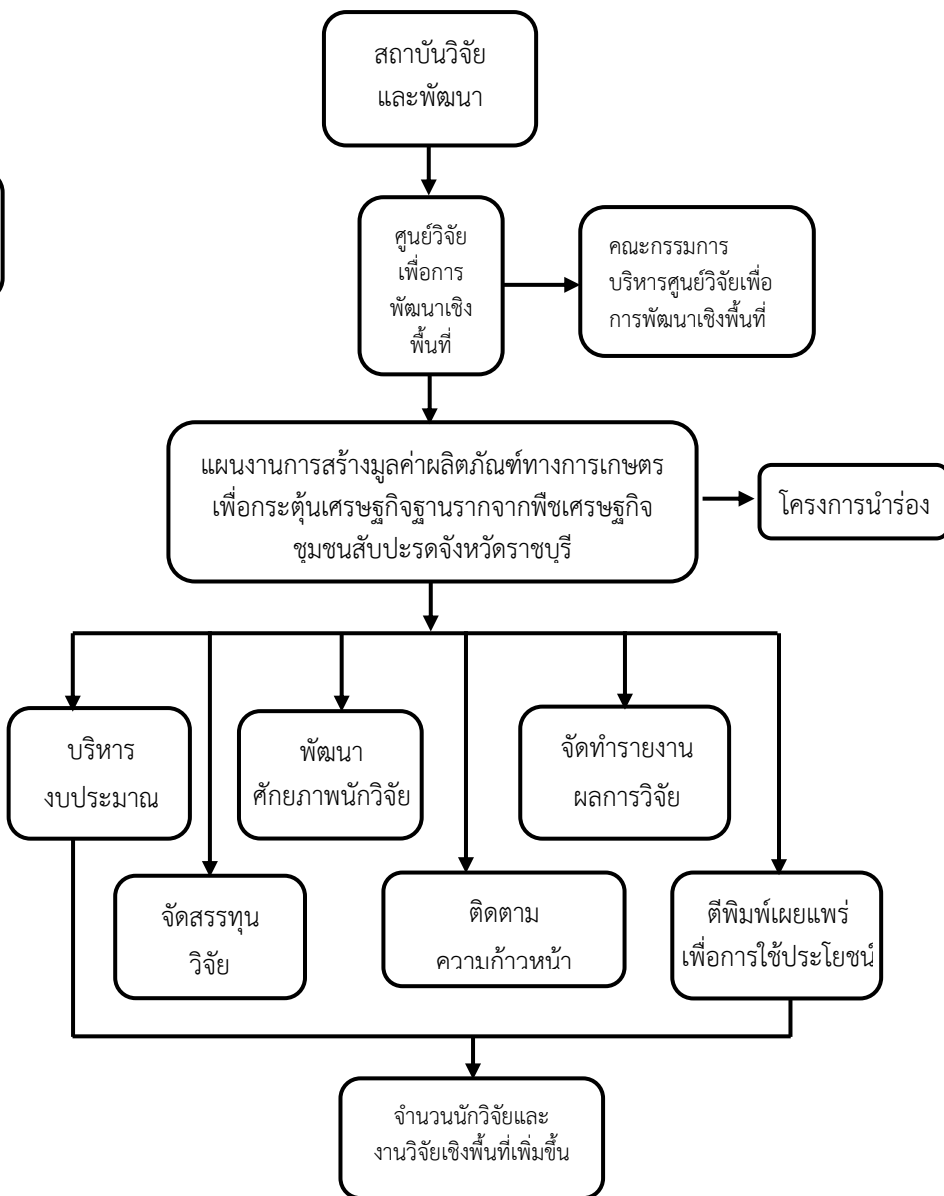 สถาบันวิจัย
และพัฒนา
ศูนย์วิจัย
เพื่อการ
พัฒนาเชิง
พื้นที่
คณะกรรมการ
บริหารศูนย์วิจัยเพื่อ
การพัฒนาเชิงพื้นที่
แผนงานการสร้างมูลค่าผลิตภัณฑ์ทางการเกษตร
เพื่อกระตุ้นเศรษฐกิจฐานรากจากพืชเศรษฐกิจ
ชุมชนสับปะรดจังหวัดราชบุรี
โครงการนำร่อง
บริหาร
งบประมาณ
พัฒนา
ศักยภาพนักวิจัย
จัดทำรายงาน
ผลการวิจัย
จัดสรรทุน
วิจัย
ติดตาม
ความก้าวหน้า
ตีพิมพ์เผยแพร่
เพื่อการใช้ประโยชน์
จำนวนนักวิจัยและ
งานวิจัยเชิงพื้นที่เพิ่มขึ้น